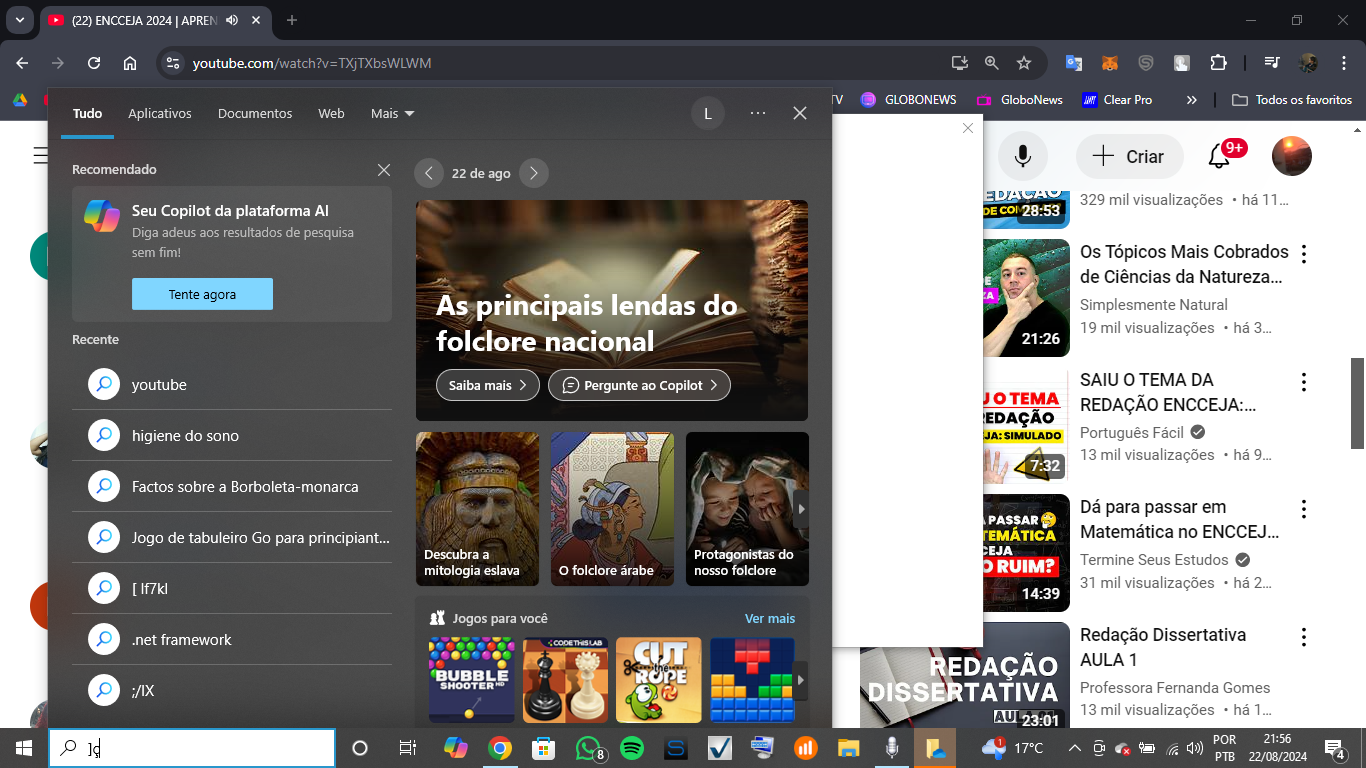 (22) ENCCEJA 2024 | APREN
youtube.com/watch?v=TXjTXbsWLWM
TV
GLOBONEWS
GloboNews
Clear Pro
Todos os favoritos
Tudo
Aplicativos
Documentos
Web
Mais
L
Recomendado
Seu Copilot da plataforma AI
Diga adeus aos resultados de pesquisa
sem fim!
Tente agora
Recente
youtube
higiene do sono
Factos sobre a Borboleta-monarca
Jogo de tabuleiro Go para principiant...
.net framework
;/IX
22 de ago
As principais lendas do
folclore nacional
Saiba mais
Pergunte ao Copilot
Descubra a
mitologia eslava
O folclore árabe
Protagonistas do
nosso folclore
Jogos para você
Ver mais
BUBBLE
SHOOTER HD
CODETHISLAB
CUT
the
ROPE
Criar
9+
DE COM
28:53
329 mil visualizações • há 11...
ZA
21:26
Os Tópicos Mais Cobrados
de Ciências da Natureza...
Simplesmente Natural
19 mil visualizações • há 3...
U O TEMA
REDAÇÃO
EJA: SIMULADO
7:32
SAIU O TEMA DA
REDAÇÃO ENCCEJA:...
Português Fácil
13 mil visualizações • há 9...
A PASSAR
TEMÁTICA
CEJA
O RUIM?
14:39
Dá para passar em
Matemática no ENCCEJ...
Termine Seus Estudos
31 mil visualizações • há 2...
REDAÇÃO
DISSERTATIVA
23:01
Redação Dissertativa
AULA 1
Professora Fernanda Gomes
13 mil visualizações • há 1...
]ç
8
1
17°C
POR
PTB
21:56
22/08/2024
4